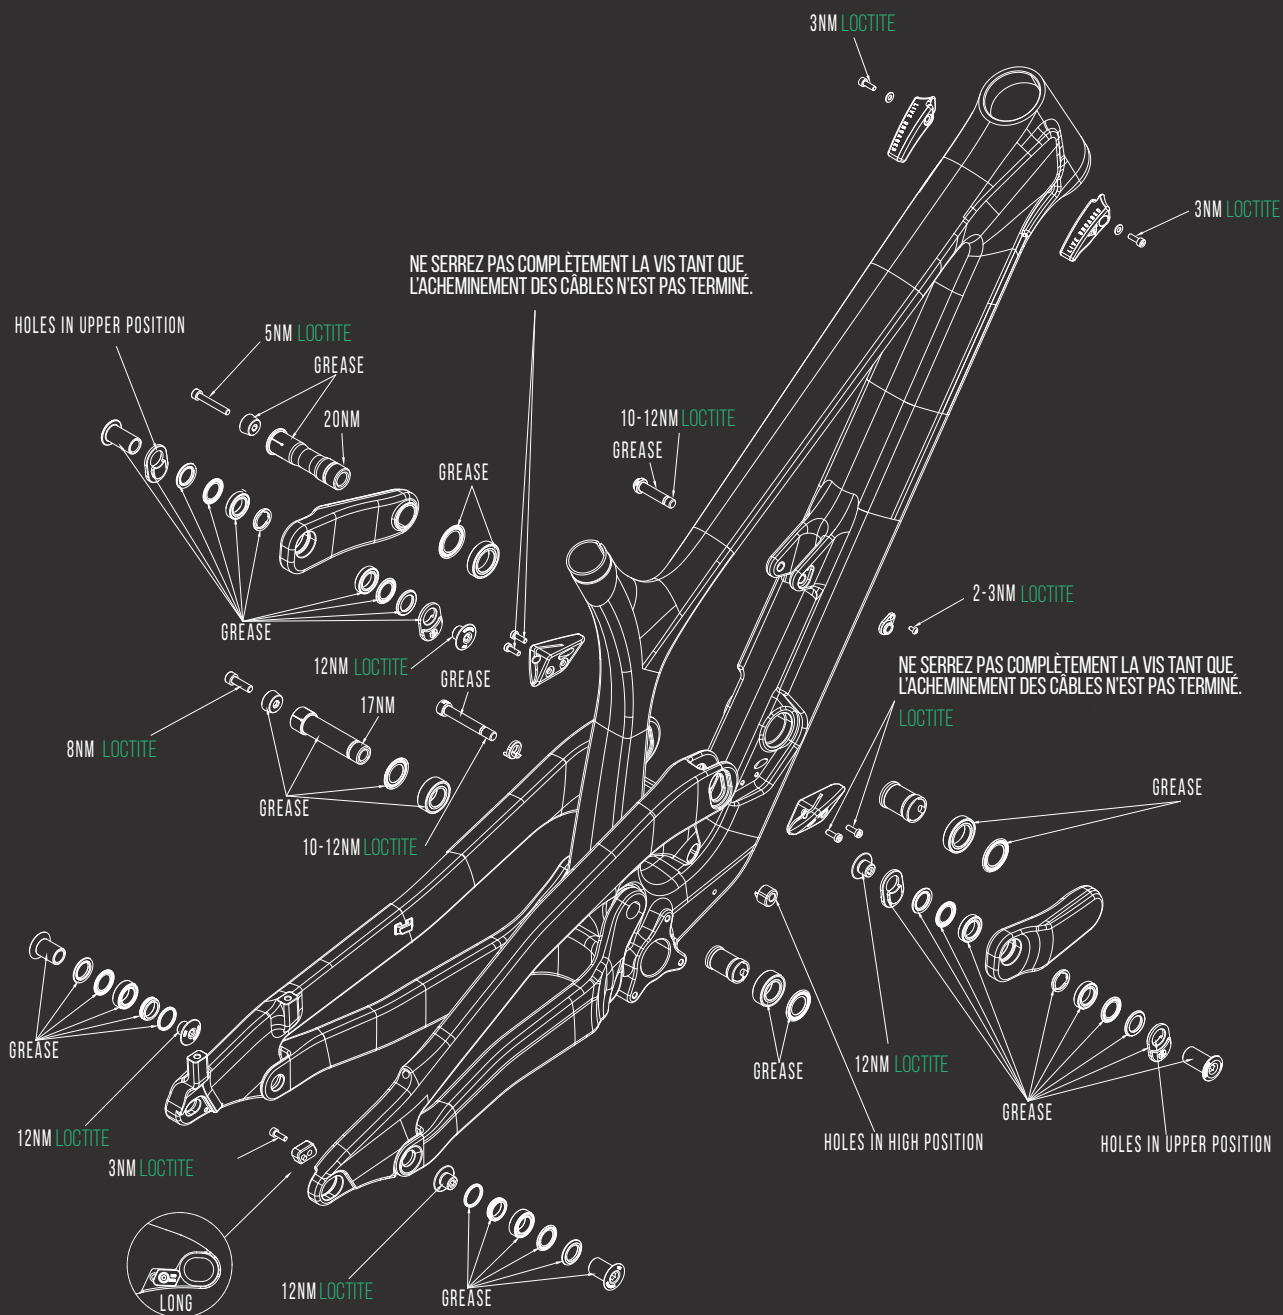 3NM LOCTITE
3NM LOCTITE
NE SERREZ PAS COMPLÈTEMENT LA VIS TANT QUE
L'ACHEMINEMENT DES CÂBLES N'EST PAS TERMINÉ.
HOLES IN UPPER POSITION
5NM LOCTITE
GREASE
20NM
10-12NM LOCTITE
GREASE
GREASE
2-3NM LOCTITE
GREASE
12NM LOCTITE
GREASE
NE SERREZ PAS COMPLÈTEMENT LA VIS TANT QUE
L'ACHEMINEMENT DES CÂBLES N'EST PAS TERMINÉ.
LOCTITE
17NM
8NM LOCTITE
GREASE
GREASE
10-12NM LOCTITE
GREASE
12NM LOCTITE
GREASE
12NM LOCTITE
GREASE
HOLES IN HIGH POSITION
HOLES IN UPPER POSITION
3NM LOCTITE
12NM LOCTITE
GREASE
LONG